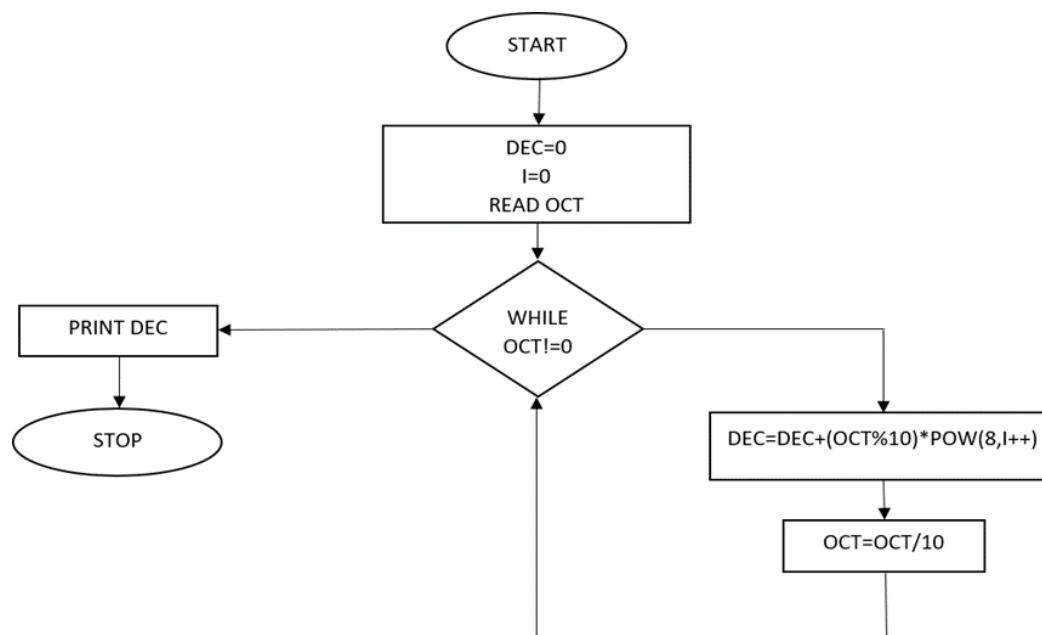 START
DEC=0
I=0
READ OCT
WHILE
OCT!=0
PRINT DEC
STOP
DEC=DEC+(OCT%10)*POW(8,I++)
OCT=OCT/10